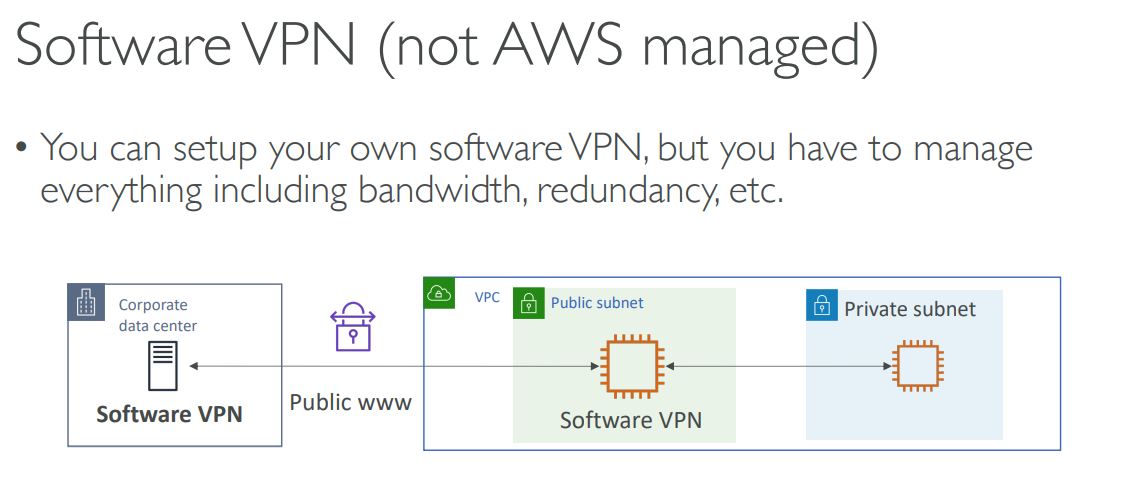 Software VPN (not AWS managed)
• You can setup your own software VPN, but you have to manage
everything including bandwidth, redundancy, etc.
Corporate
data center
Software VPN
Public www
VPC
Public subnet
Software VPN
Private subnet